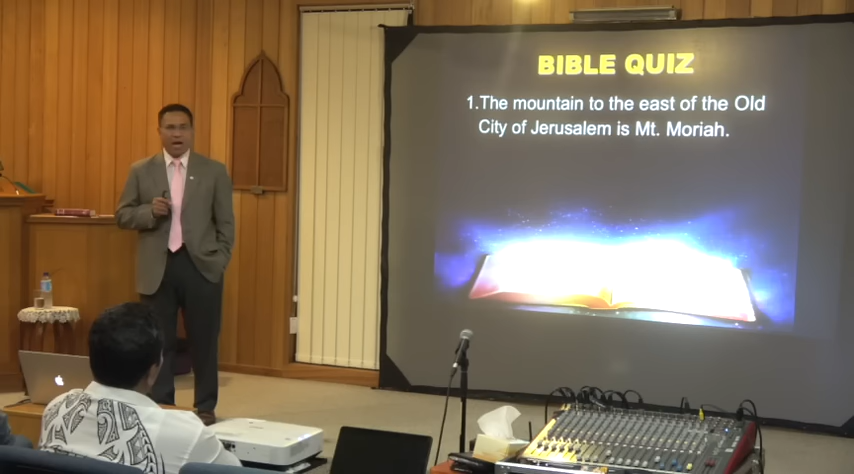 BIBLE QUIZ
1.The mountain to the east of the Old
City of Jerusalem is Mt. Moriah.